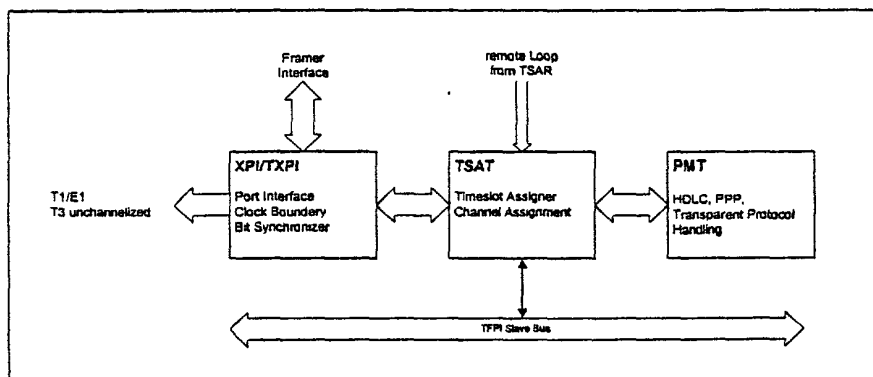 Framer
Interface
remote Loop
from TSAR
XPI/TXPI
Port Interface
Clock Boundary
Bit Synchronizer
TSAT
Timeslot Assigner
Channel Assignment
PMT
HDLC, PPP,
Transparent Protocol
Handling
T1/E1
T3 unchannelized
TFPI Slave Bus